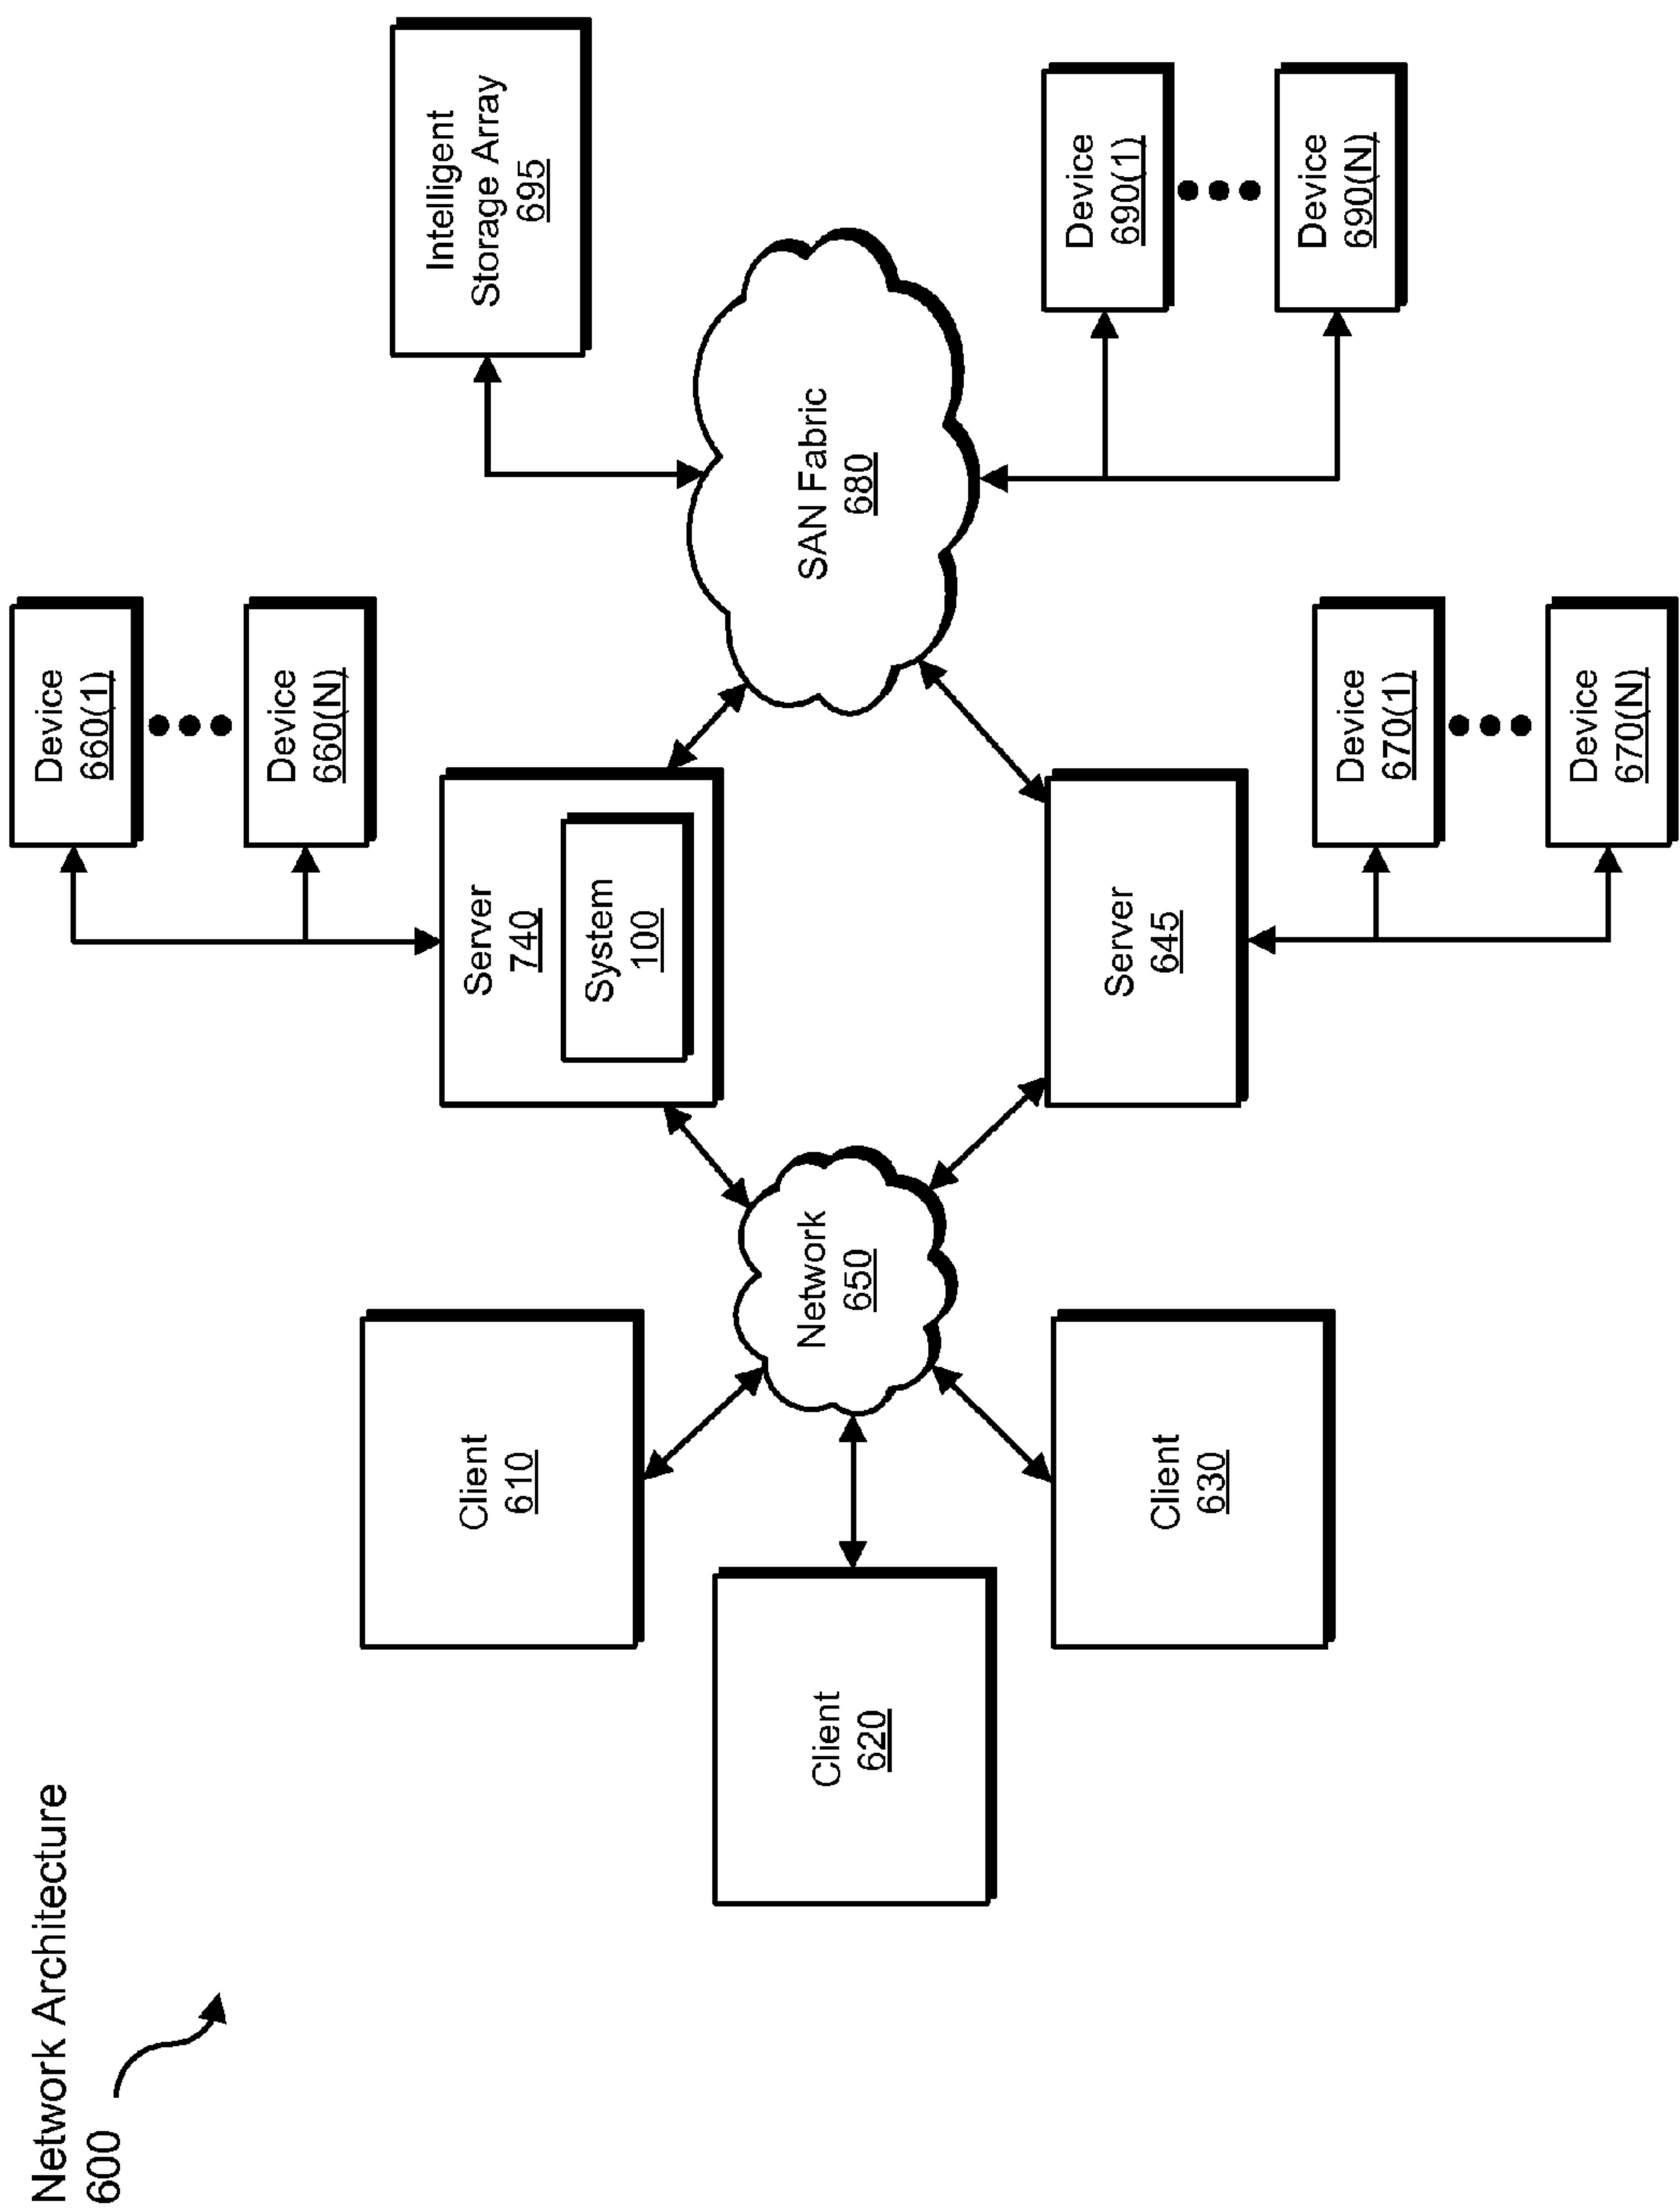 Network Architecture
600
Client
610
Client
620
Client
630
Network
650
Server
740
System
100
Server
645
Device
660(1)
Device
660(N)
Device
670(1)
Device
670(N)
SAN Fabric
680
Intelligent
Storage Array
695
Device
690(1)
Device
690(N)